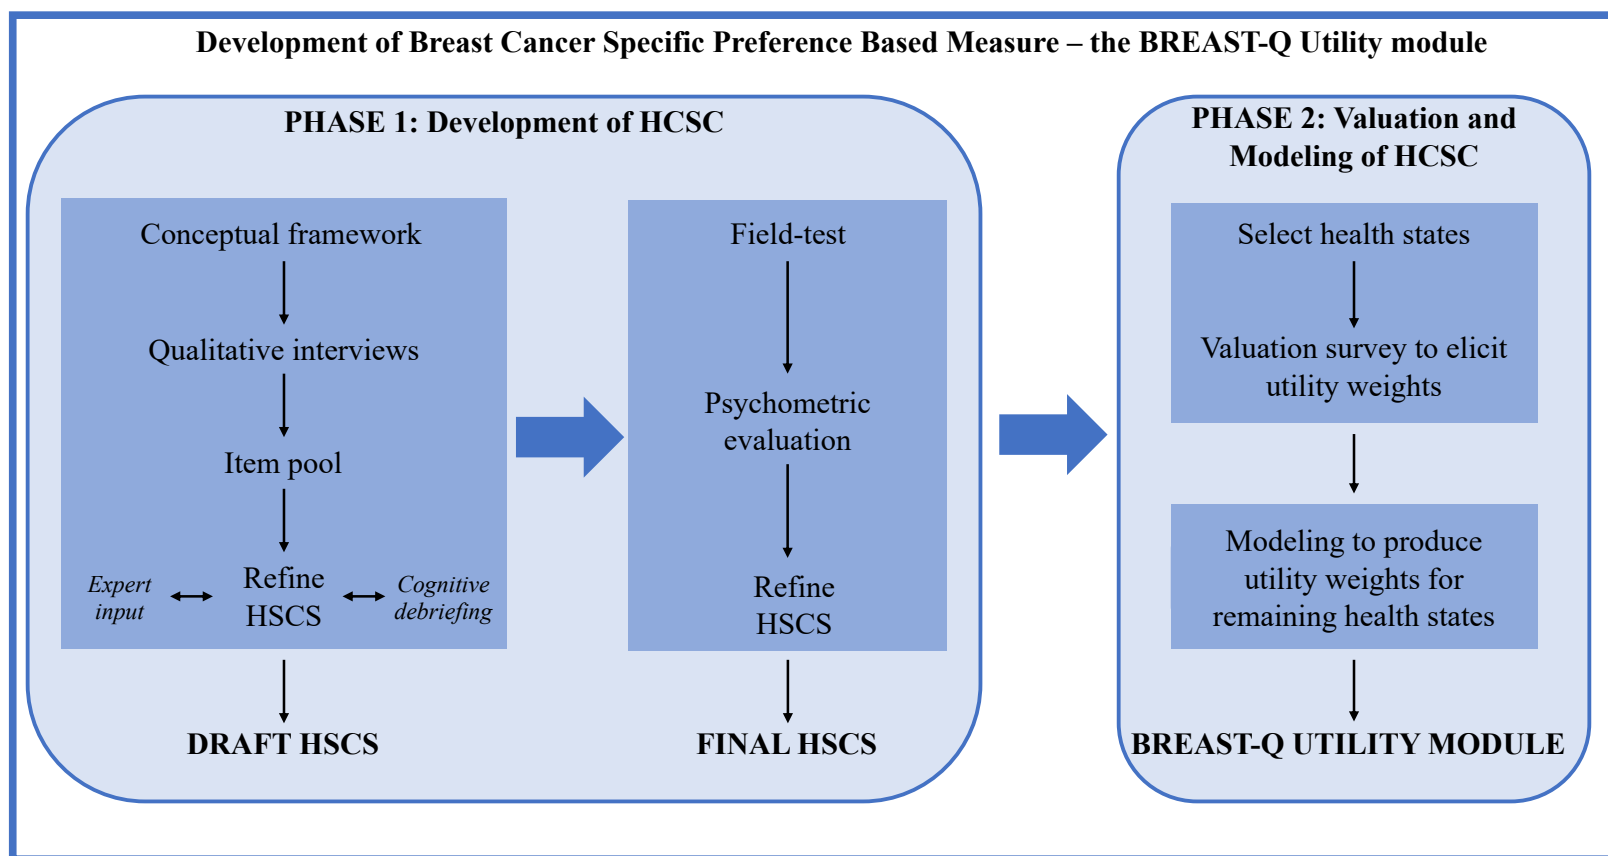 Development of Breast Cancer Specific Preference Based Measure – the BREAST-Q Utility module
PHASE 1: Development of HCSC
Conceptual framework
Qualitative interviews
Item pool
Expert
input
Refine
HSCS
Cognitive
debriefing
DRAFT HSCS
Field-test
Psychometric
evaluation
Refine
HSCS
FINAL HSCS
PHASE 2: Valuation and
Modeling of HCSC
Select health states
Valuation survey to elicit
utility weights
Modeling to produce
utility weights for
remaining health states
BREAST-Q UTILITY MODULE